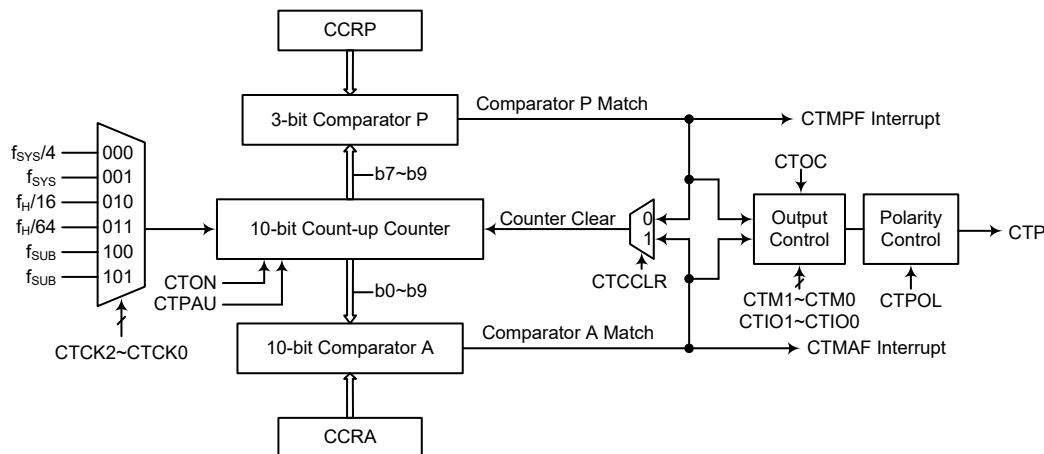 CCRP
3-bit Comparator P
Comparator P Match
CTMPF Interrupt
b7~b9
fSYS/4
fSYS
fH/16
fH/64
fSUB
fSUB
000
001
010
011
100
101
CTCK2~CTCK0
10-bit Count-up Counter
CTON
CTPAU
Counter Clear
0
1
CTCCLR
CTOC
Output
Control
CTM1~CTM0
CTIO1~CTIO0
Polarity
Control
CTPOL
CTP
b0~b9
10-bit Comparator A
Comparator A Match
CTMAF Interrupt
CCRA